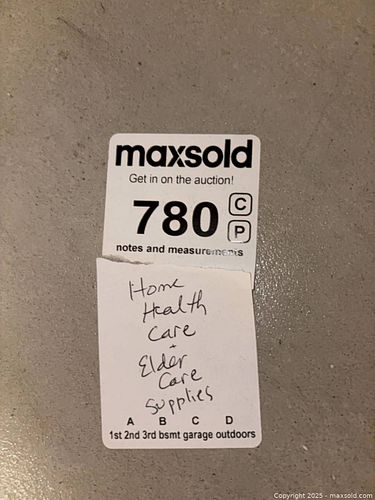 maxsold
Get in on the auction!
780 C
P
notes and measurements
Home
Health
Care
+
Elder
Care
Supplies
A B C D
1st 2nd 3rd bsmt garage outdoors
Copyright © 2025 - maxsold.com